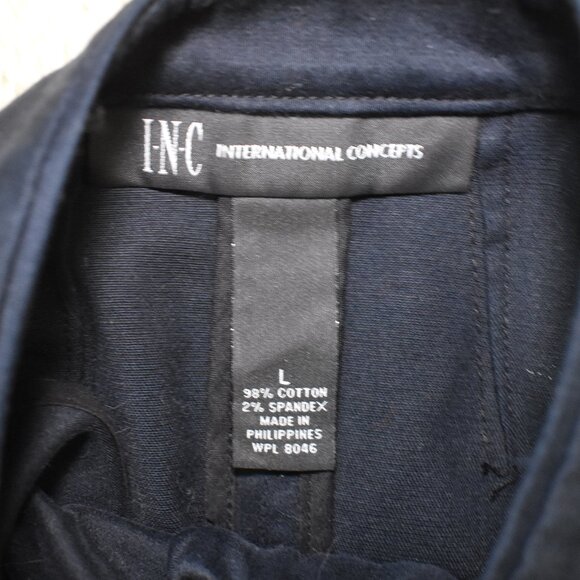 I-N-C INTERNATIONAL CONCEPTS
L
98% COTTON
2% SPANDEX
MADE IN
PHILIPPINES
WPL 8046